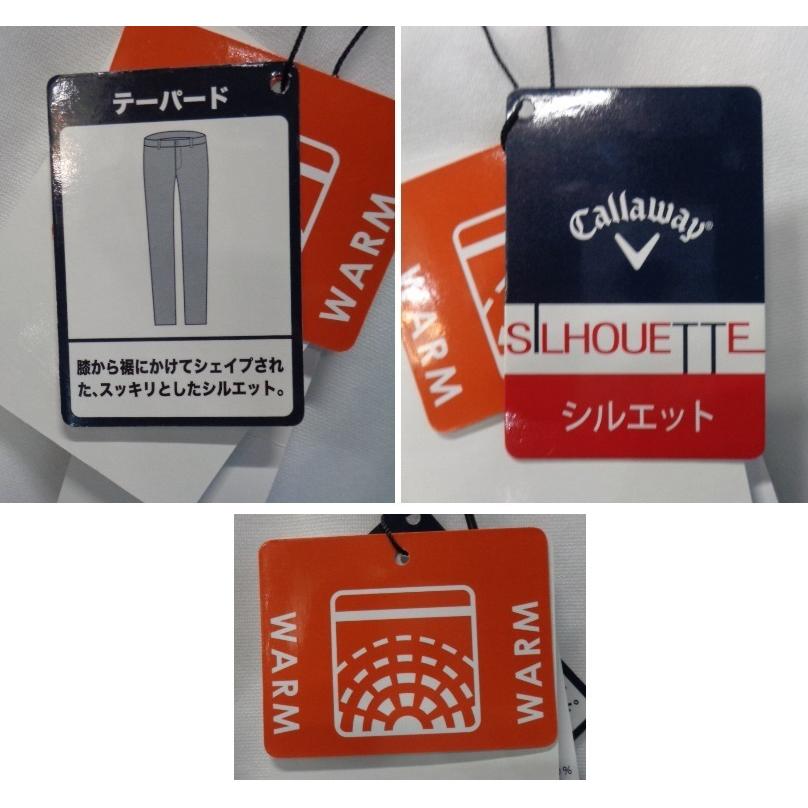 テーパード
膝から裾にかけてシェイプされ
た、スッキリとしたシルエット。
WARM
Callaway®
SILHOUETTE
シルエット
WARM
WARM
WARM
%